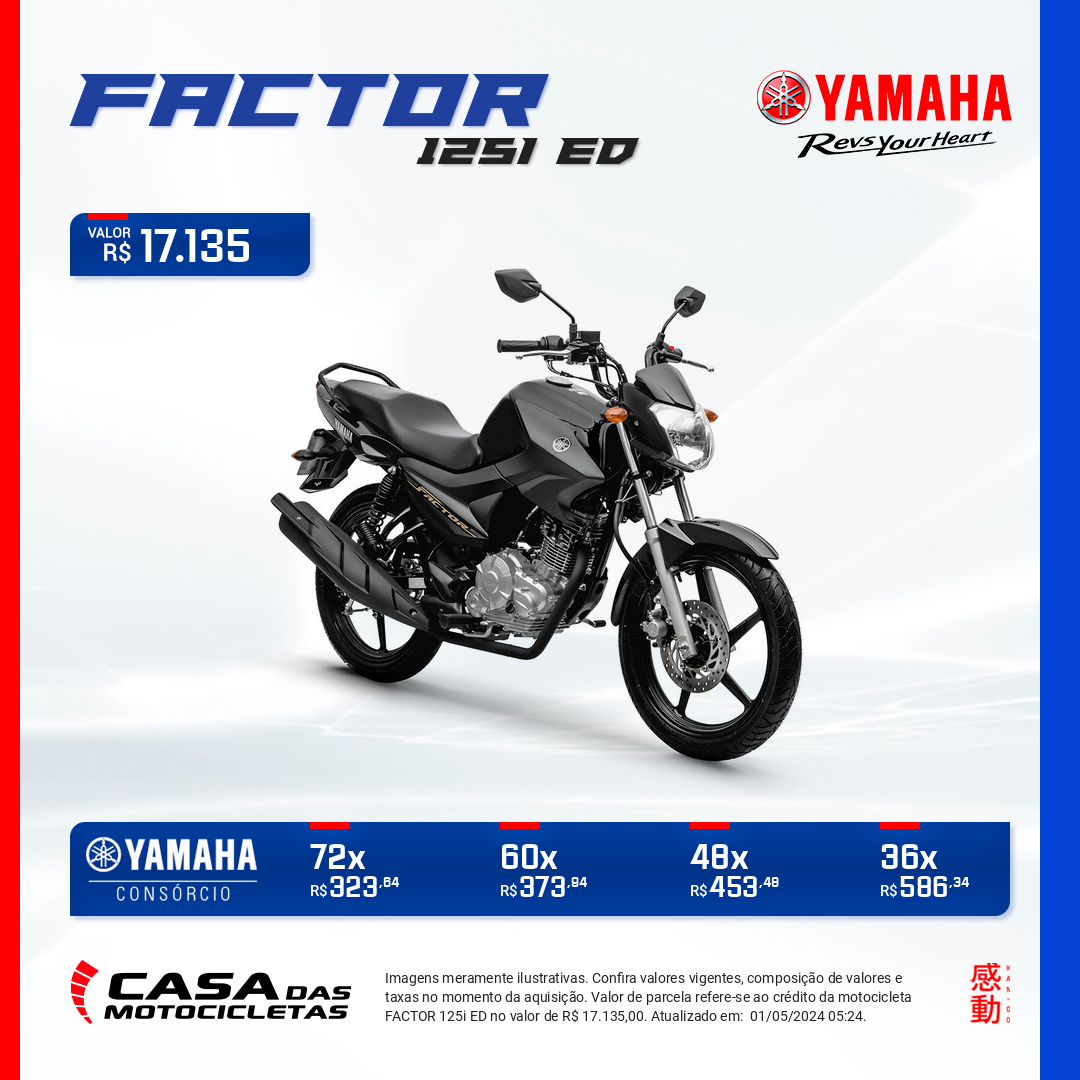 FACTOR
125i ED
YAMAHA
Revs Your Heart
VALOR
R$ 17.135
YAMAHA
FACTOR
YAMAHA
CONSÓRCIO
72x
R$ 323,64
60x
R$ 373,94
48x
R$ 453,48
36x
R$ 586,34
CASA DAS
MOTOCICLETAS
Imagens meramente ilustrativas. Confira valores vigentes, composição de valores e
taxas no momento da aquisição. Valor de parcela refere-se ao crédito da motocicleta
FACTOR 125i ED no valor de R$ 17.135,00. Atualizado em: 01/05/2024 05:24.
感動